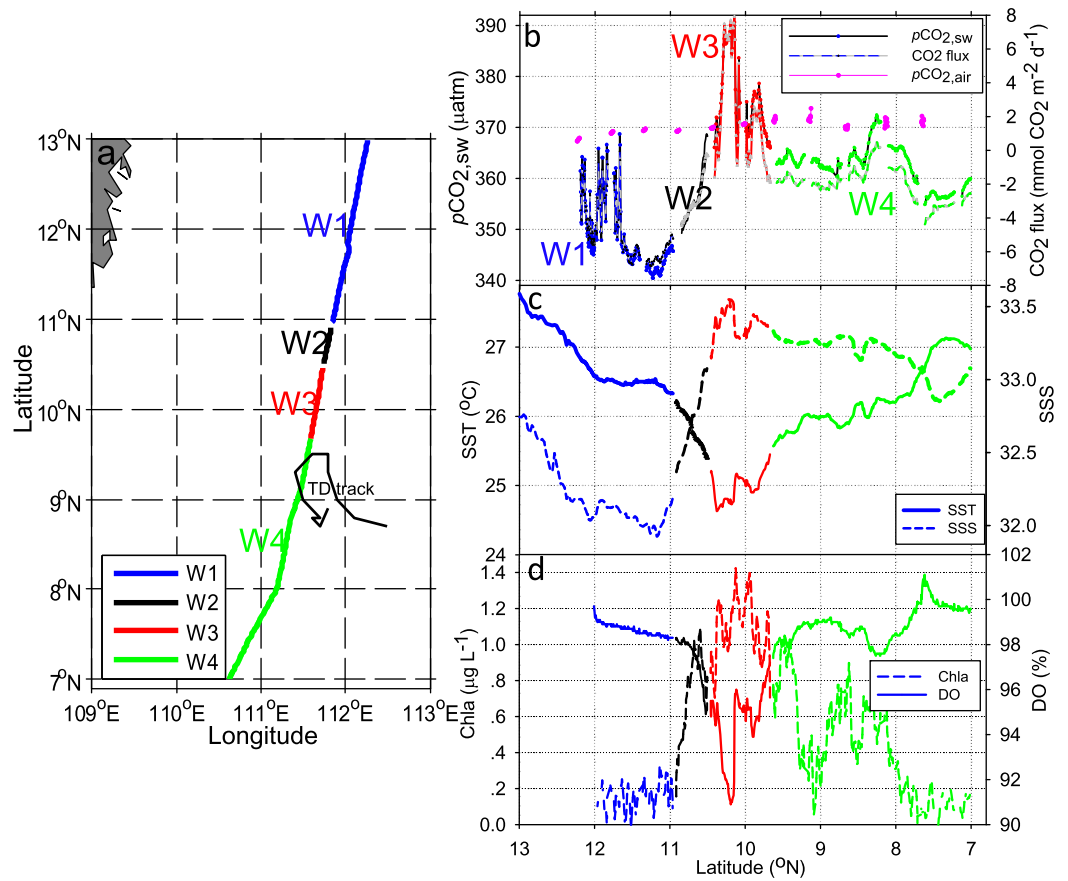 a
13°N
12°N
11°N
10°N
9°N
8°N
7°N
Latitude
109°E
110°E
111°E
112°E
113°E
Longitude
W1
W2
W3
W4
TD track
W1
W2
W3
W4
b
390
380
370
360
350
340
pCO2,sw (μatm)
8
6
4
2
0
-2
-4
-6
-8
CO2 flux (mmol CO2 m-2 d-1)
pCO2,sw
CO2 flux
pCO2,air
W1
W2
W3
W4
c
27
26
25
24
SST (OC)
33.5
33.0
32.5
32.0
SSS
SST
SSS
d
1.4
1.2
1.0
.8
.6
.4
.2
0.0
Chla (μg L-1)
102
100
98
96
94
92
90
DO (%)
Chla
DO
13
12
11
10
9
8
7
Latitude (ON)